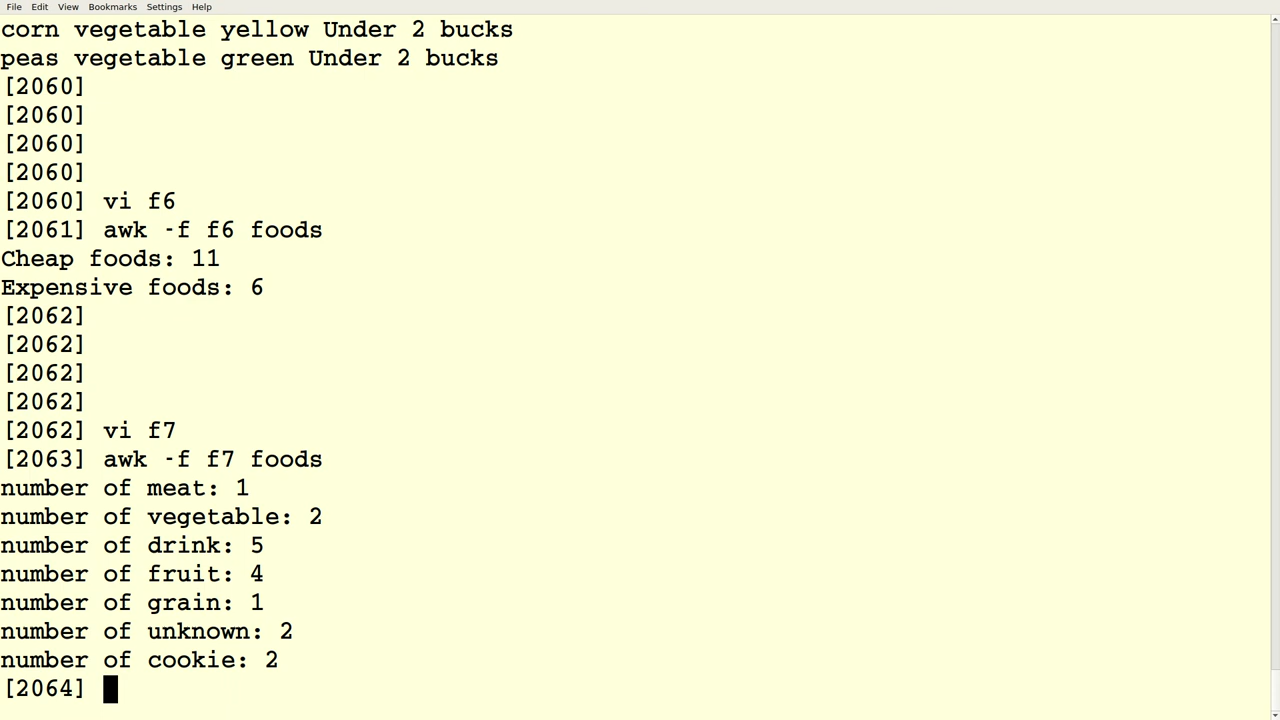 File Edit View Bookmarks Settings Help
corn vegetable yellow Under 2 bucks
peas vegetable green Under 2 bucks
[2060]
[2060]
[2060]
[2060]
[2060] vi f6
[2061] awk -f f6 foods
Cheap foods: 11
Expensive foods: 6
[2062]
[2062]
[2062]
[2062]
[2062] vi f7
[2063] awk -f f7 foods
number of meat: 1
number of vegetable: 2
number of drink: 5
number of fruit: 4
number of grain: 1
number of unknown: 2
number of cookie: 2
[2064]